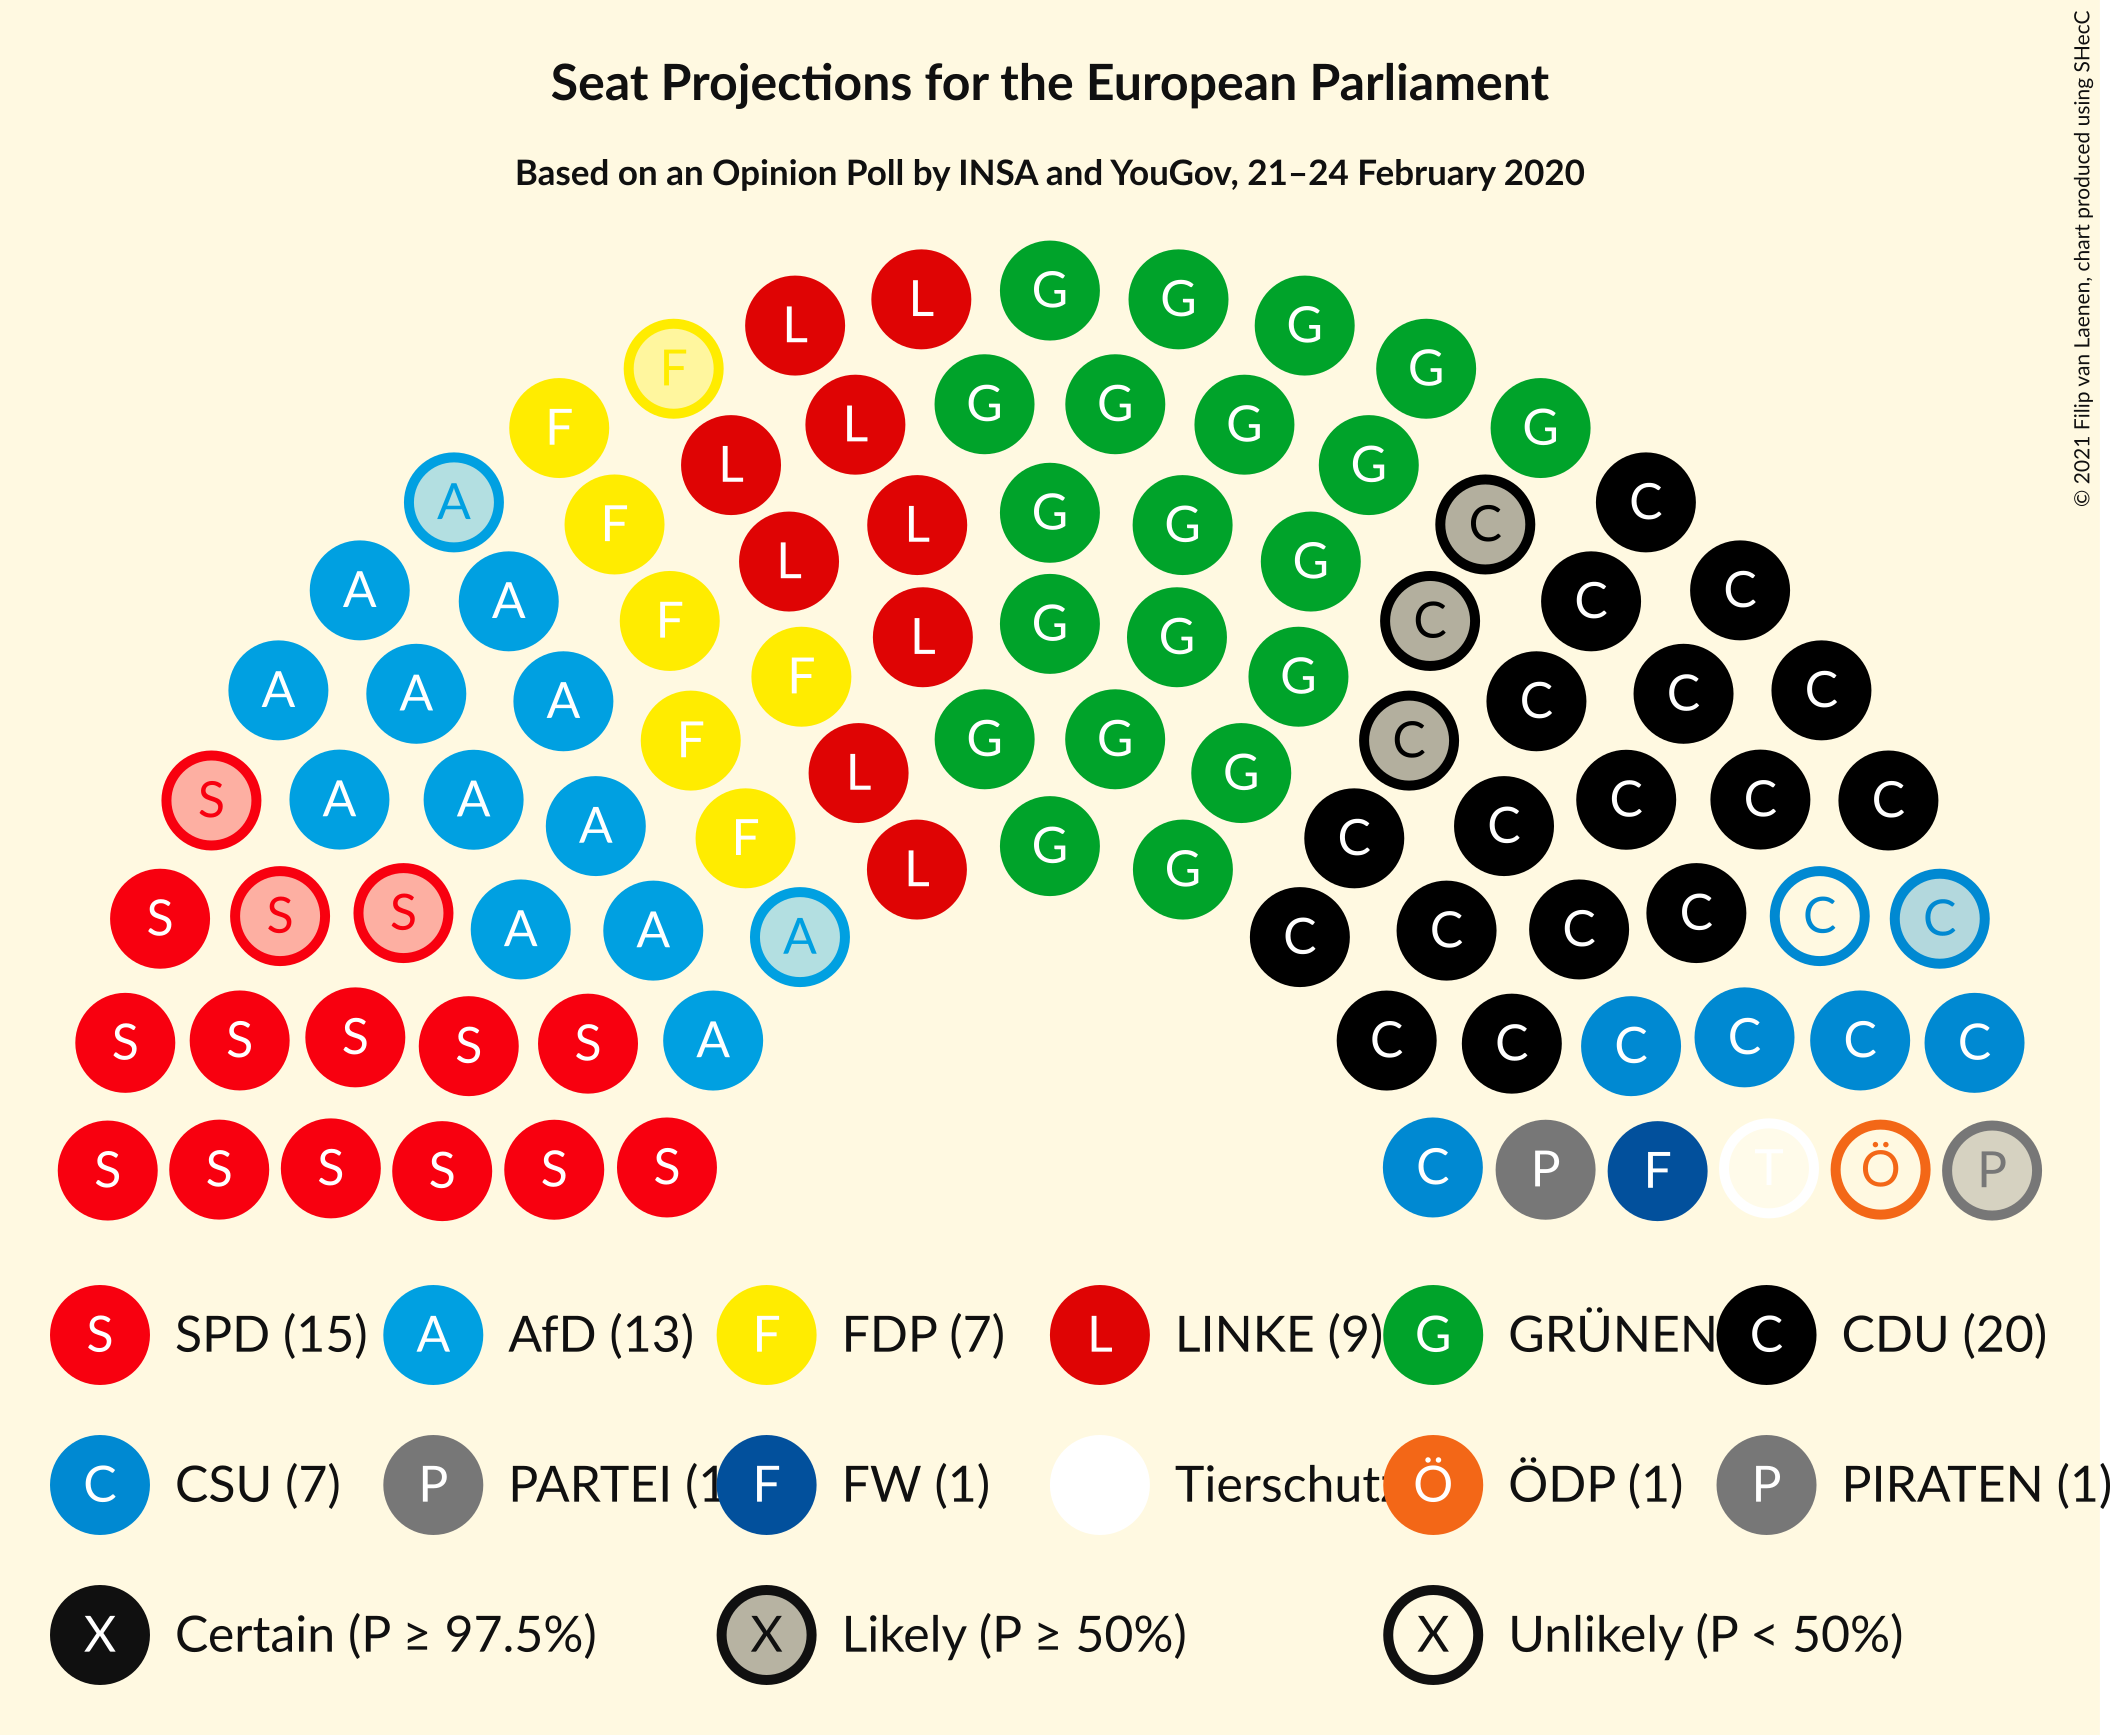 Seat Projections for the European Parliament
Based on an Opinion Poll by INSA and YouGov, 21–24 February 2020
© 2021 Filip van Laenen, chart produced using SHecC
L L G G G
F L G G G G G
F L G G
A F L G C C
A A L G G G C C
F L G G G C
A A A F G C C C
F L G G G C
S A A A F G C C C C
L G G C
S S S A A A C C C C C C
S S S S S A C C C C C C
S S S S S S C P F T Ö P
S SPD (15) A AfD (13) F FDP (7) L LINKE (9) G GRÜNEN C CDU (20)
C CSU (7) P PARTEI (1 F FW (1) Tierschutz Ö ÖDP (1) P PIRATEN (1)
X Certain (P ≥ 97.5%) X Likely (P ≥ 50%) X Unlikely (P < 50%)